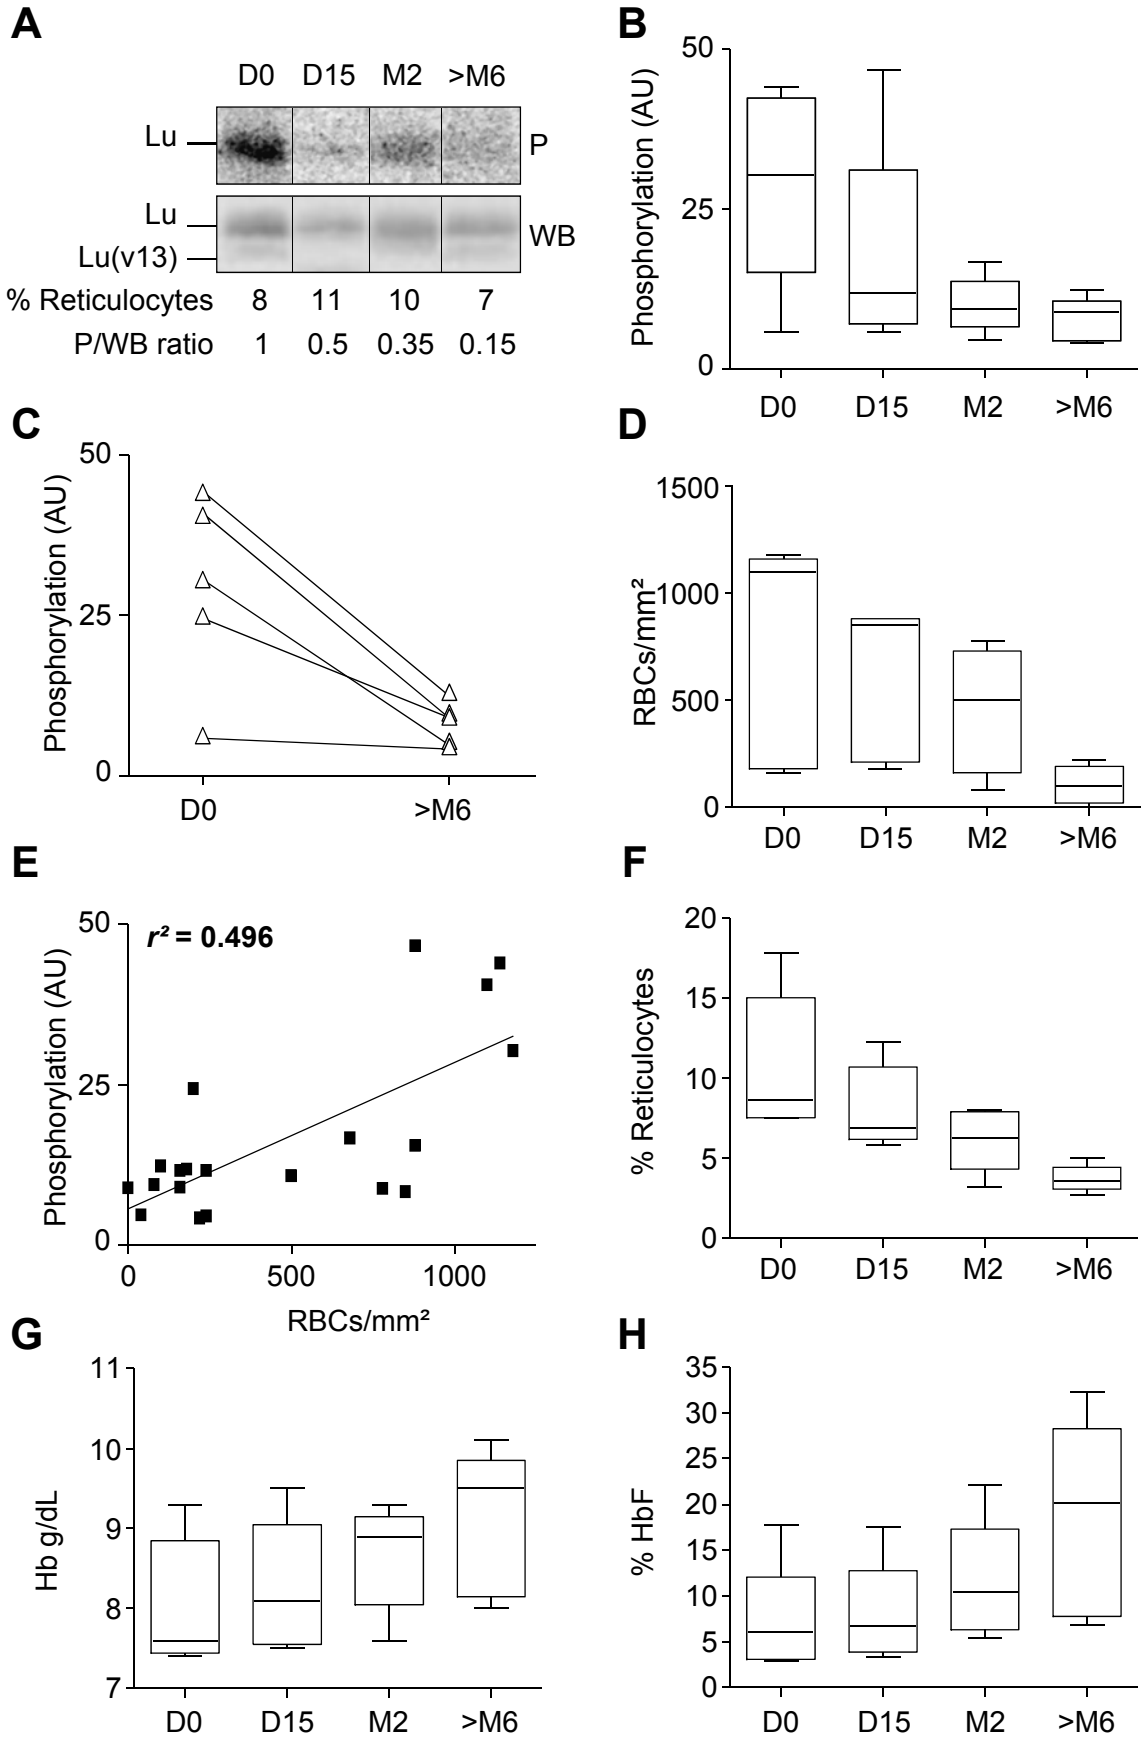 A
D0 D15 M2 >M6
Lu P
Lu WB
Lu(v13)
% Reticulocytes 8 11 10 7
P/WB ratio 1 0.5 0.35 0.15
B
Phosphorylation (AU)
50
25
0
D0 D15 M2 >M6
C
Phosphorylation (AU)
50
25
0
D0 >M6
D
RBCs/mm²
1500
1000
500
0
D0 D15 M2 >M6
E
r² = 0.496
Phosphorylation (AU)
50
25
0
0 500 1000
RBCs/mm²
F
% Reticulocytes
20
15
10
5
0
D0 D15 M2 >M6
G
Hb g/dL
11
10
9
8
7
D0 D15 M2 >M6
H
% HbF
35
30
25
20
15
10
5
0
D0 D15 M2 >M6